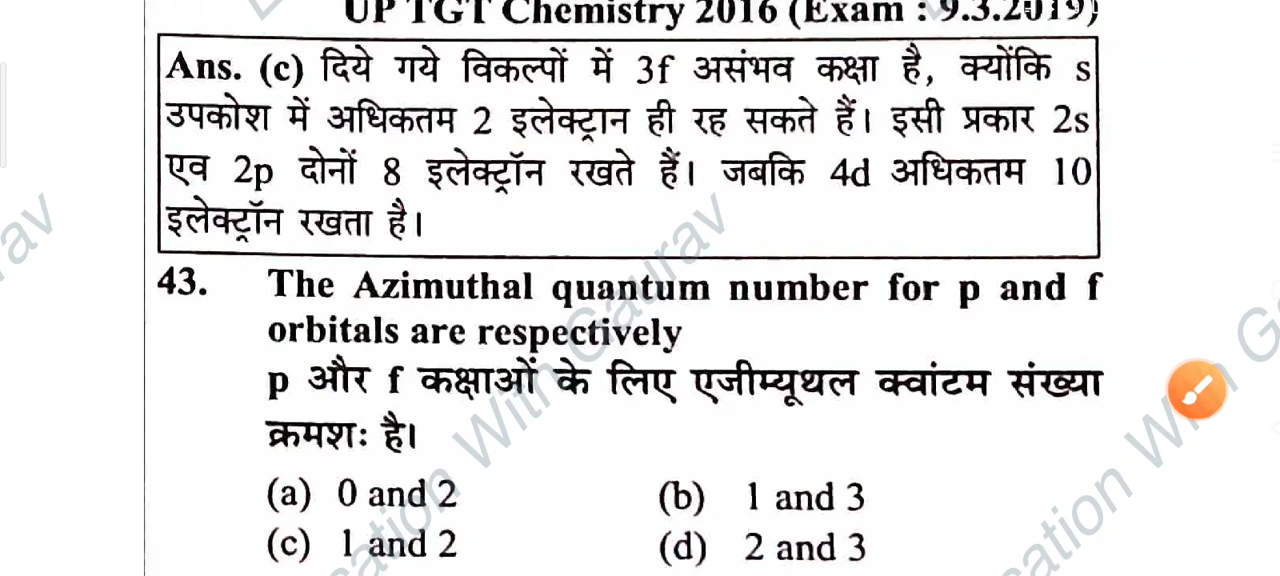 UP TGT Chemistry 2016 (Exam : 9.3.2019)
Ans. (c) दिये गये विकल्पों में 3f असंभव कक्षा है, क्योंकि s
उपकोश में अधिकतम 2 इलेक्ट्रान ही रह सकते हैं। इसी प्रकार 2s
एव 2p दोनों 8 इलेक्ट्रॉन रखते हैं। जबकि 4d अधिकतम 10
इलेक्ट्रॉन रखता है।
43. The Azimuthal quantum number for p and f
orbitals are respectively
p और f कक्षाओं के लिए एजीम्यूथल क्वांटम संख्या
क्रमशः है।
(a) 0 and 2 (b) 1 and 3
(c) 1 and 2 (d) 2 and 3